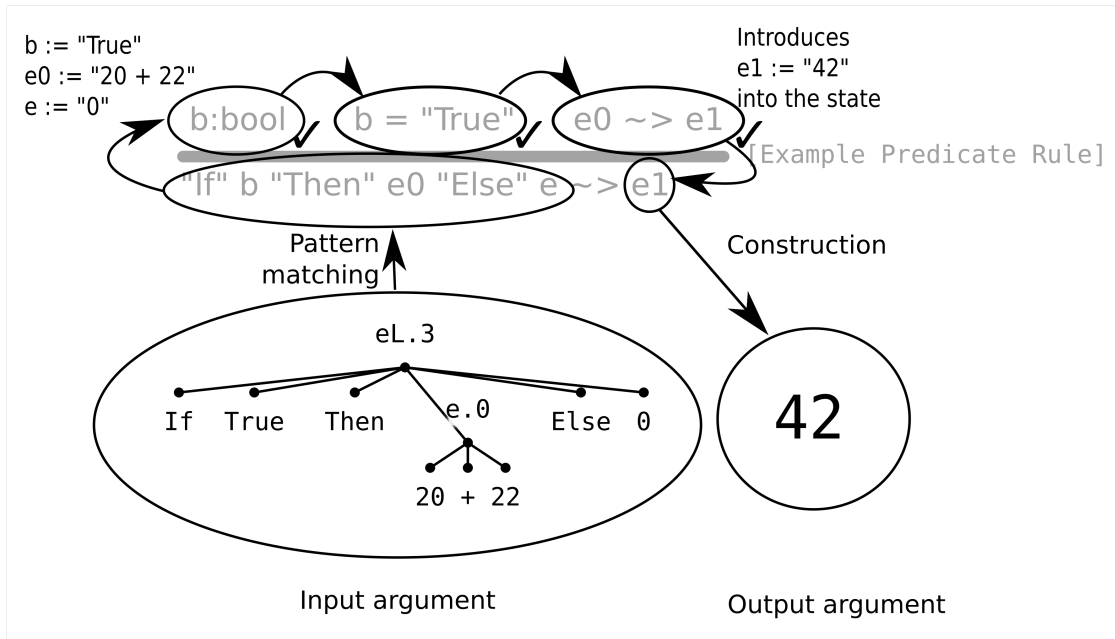 b := "True"
e0 := "20 + 22"
e := "0"
Introduces
e1 := "42"
into the state
b:bool
b = "True"
e0 ~> e1
[Example Predicate Rule]
"If" b "Then" e0 "Else" e ~> e1
Pattern
matching
Construction
eL.3
If True Then Else 0
e.0
20 + 22
42
Input argument
Output argument